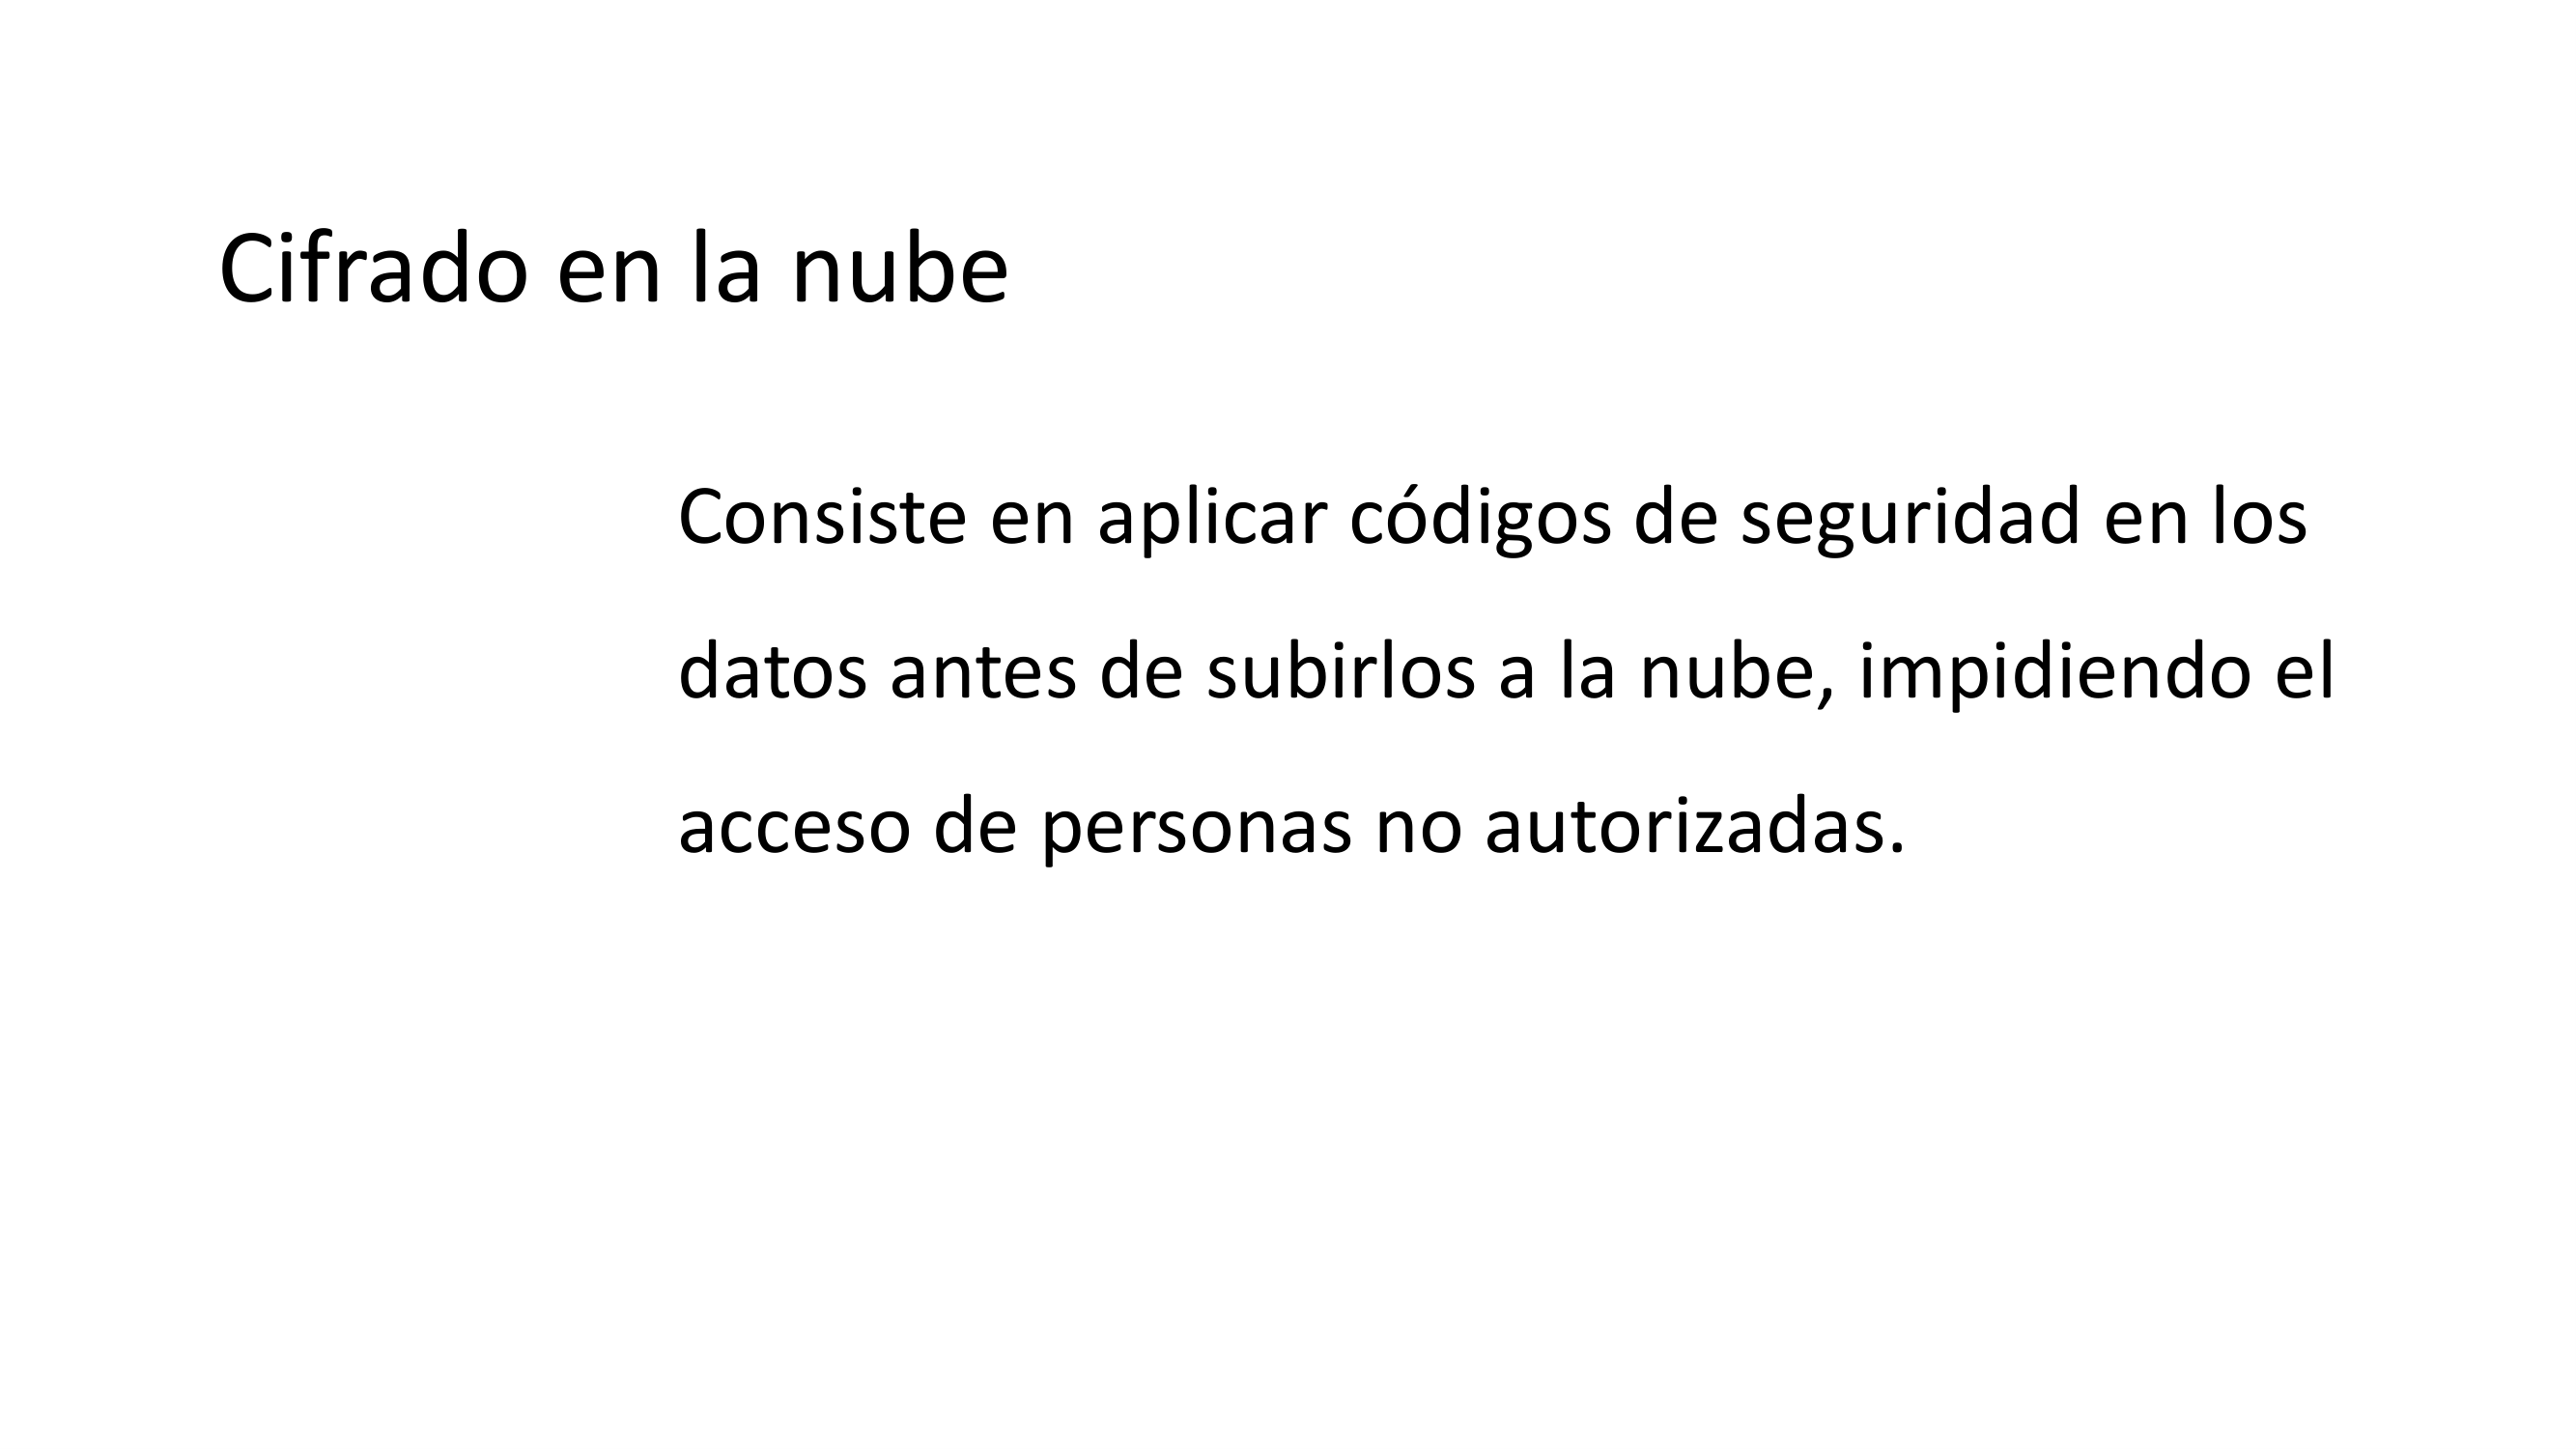 Cifrado en la nube
Consiste en aplicar códigos de seguridad en los
datos antes de subirlos a la nube, impidiendo el
acceso de personas no autorizadas.